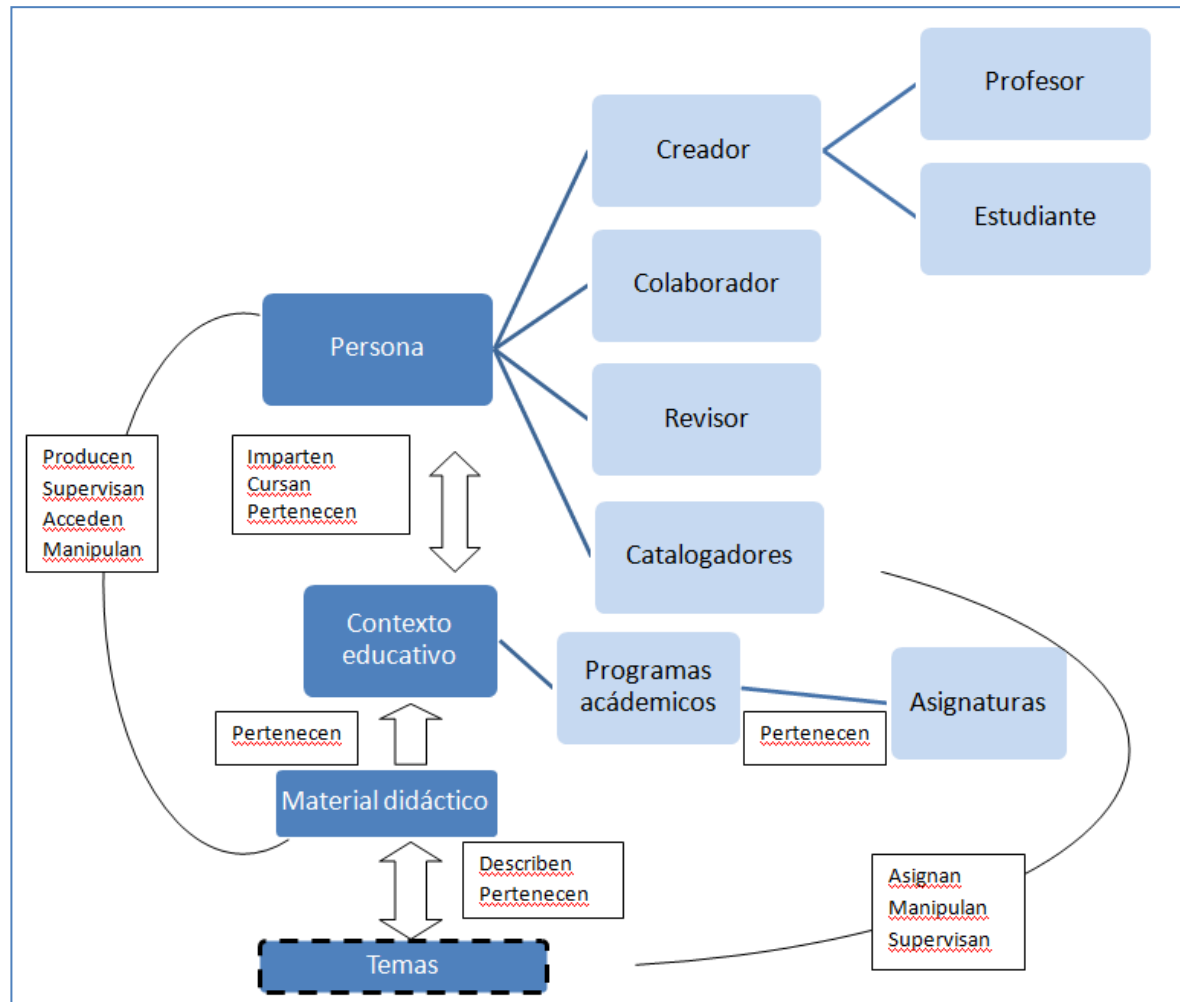 Profesor
Creador
Estudiante
Colaborador
Persona
Revisor
Producen
Supervisan
Acceden
Manipulan
Imparten
Cursan
Pertenecen
Catalogadores
Contexto
educativo
Programas
acádemicos
Asignaturas
Pertenecen
Pertenecen
Material didáctico
Describen
Pertenecen
Asignan
Manipulan
Supervisan
Temas